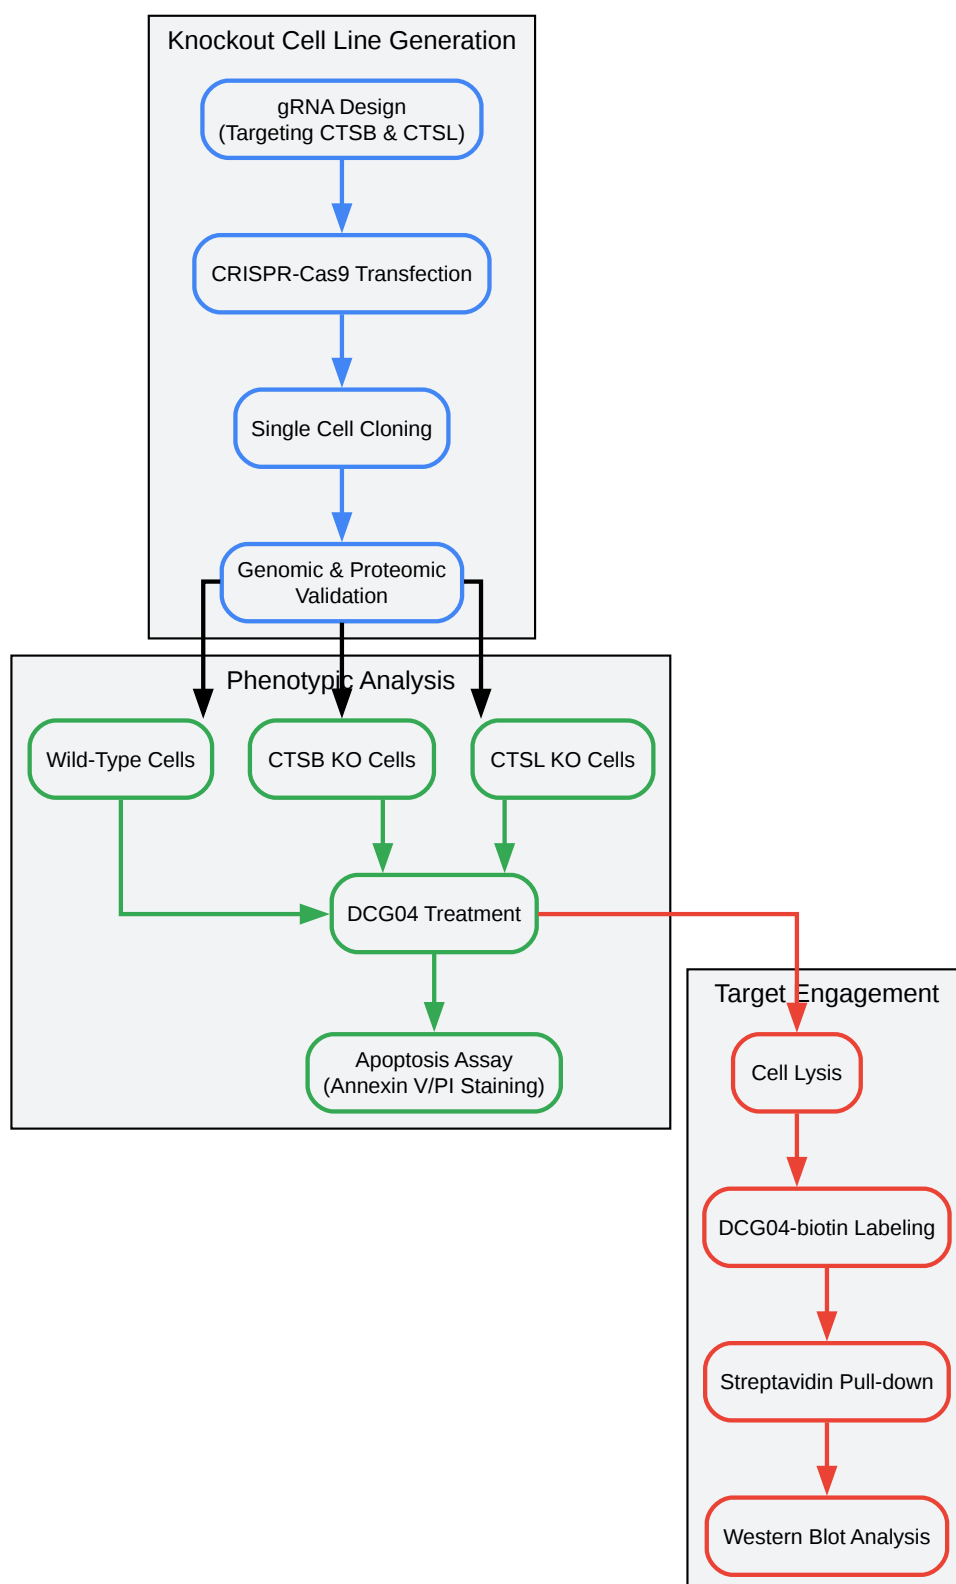 Knockout Cell Line Generation
gRNA Design
(Targeting CTSB & CTSL)
CRISPR-Cas9 Transfection
Single Cell Cloning
Genomic & Proteomic
Validation
Phenotypic Analysis
Wild-Type Cells
CTSB KO Cells
CTSL KO Cells
DCG04 Treatment
Apoptosis Assay
(Annexin V/PI Staining)
Target Engagement
Cell Lysis
DCG04-biotin Labeling
Streptavidin Pull-down
Western Blot Analysis